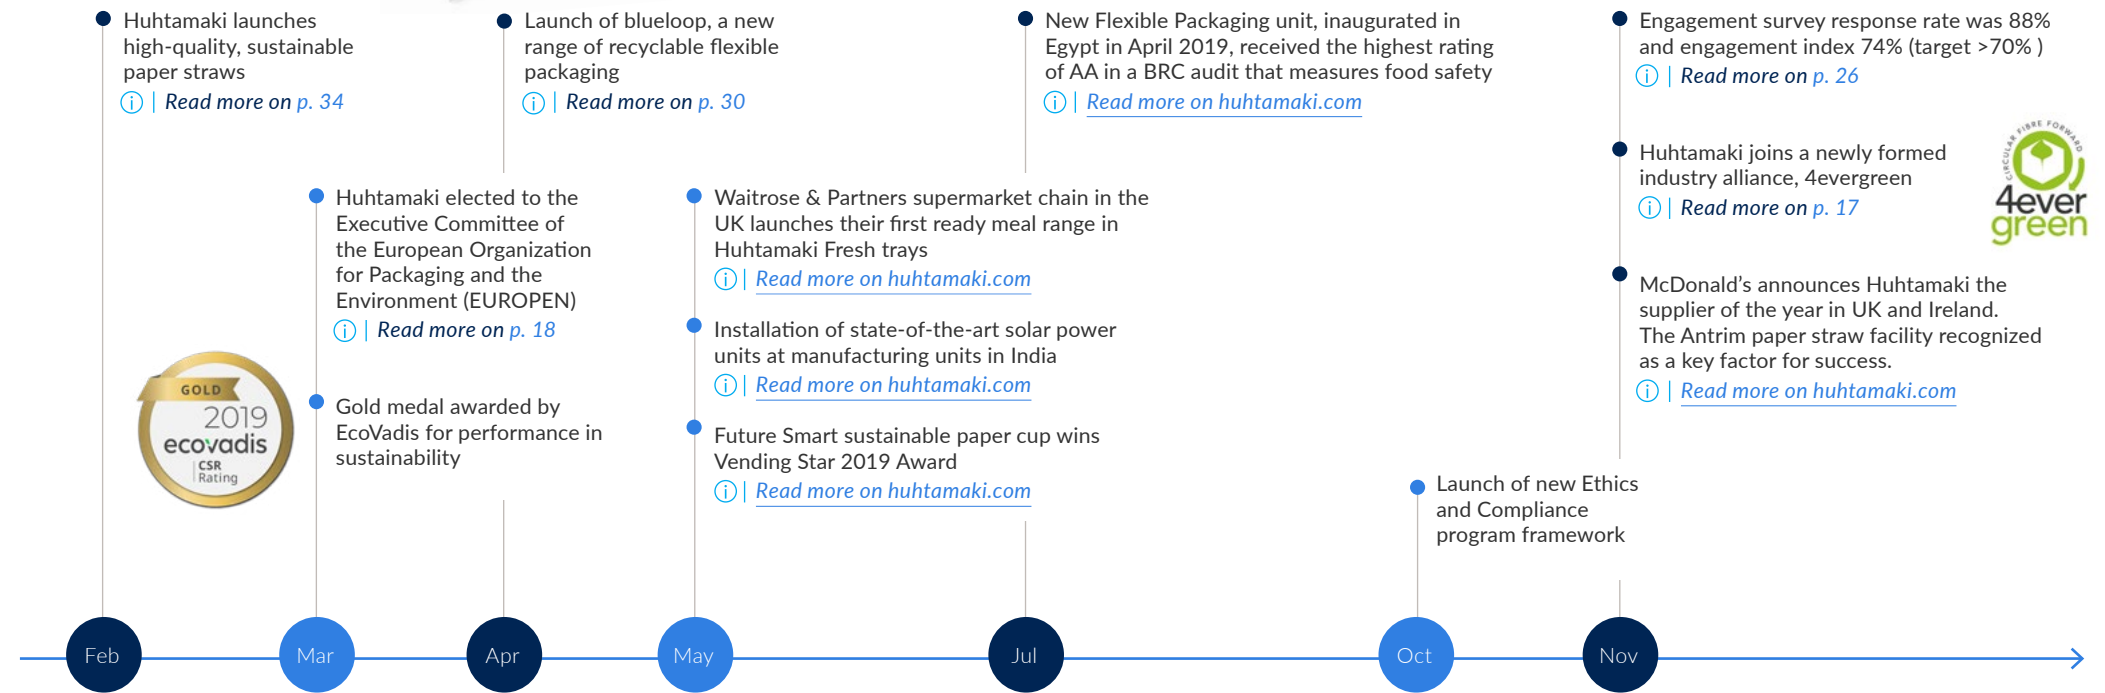 Huhtamaki launches
high-quality, sustainable
paper straws
Read more on p. 34
Launch of blueloop, a new
range of recyclable flexible
packaging
Read more on p. 30
New Flexible Packaging unit, inaugurated in
Egypt in April 2019, received the highest rating
of AA in a BRC audit that measures food safety
Read more on huhtamaki.com
Engagement survey response rate was 88%
and engagement index 74% (target >70% )
Read more on p. 26
Huhtamaki joins a newly formed
industry alliance, 4evergreen
Read more on p. 17
CIRCULAR FIBRE FORWARD
4ever
green
McDonald’s announces Huhtamaki the
supplier of the year in UK and Ireland.
The Antrim paper straw facility recognized
as a key factor for success.
Read more on huhtamaki.com
Huhtamaki elected to the
Executive Committee of
the European Organization
for Packaging and the
Environment (EUROPEN)
Read more on p. 18
GOLD
2019
ecovadis
CSR
Rating
Gold medal awarded by
EcoVadis for performance in
sustainability
Waitrose & Partners supermarket chain in the
UK launches their first ready meal range in
Huhtamaki Fresh trays
Read more on huhtamaki.com
Installation of state-of-the-art solar power
units at manufacturing units in India
Read more on huhtamaki.com
Future Smart sustainable paper cup wins
Vending Star 2019 Award
Read more on huhtamaki.com
Launch of new Ethics
and Compliance
program framework
Feb
Mar
Apr
May
Jul
Oct
Nov